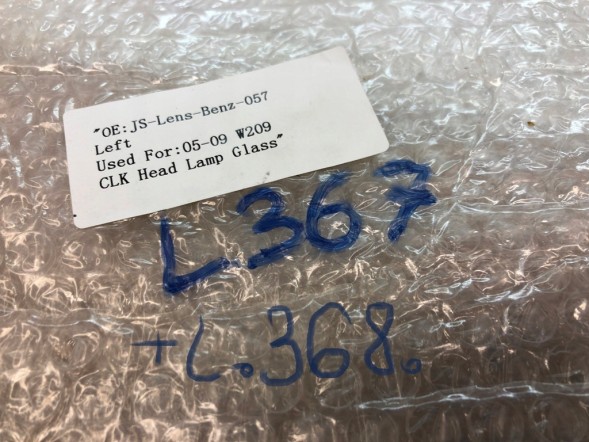 "OE:JS-Lens-Benz-057
Left
Used For:05-09 W209
CLK Head Lamp Glass"
L367
+L.368.